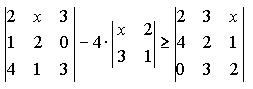 |2 x 3|
|1 2 0| − 4 · |x 2| ≥ |2 3 x|
|4 1 3| |3 1| |4 2 1|
|0 3 2|